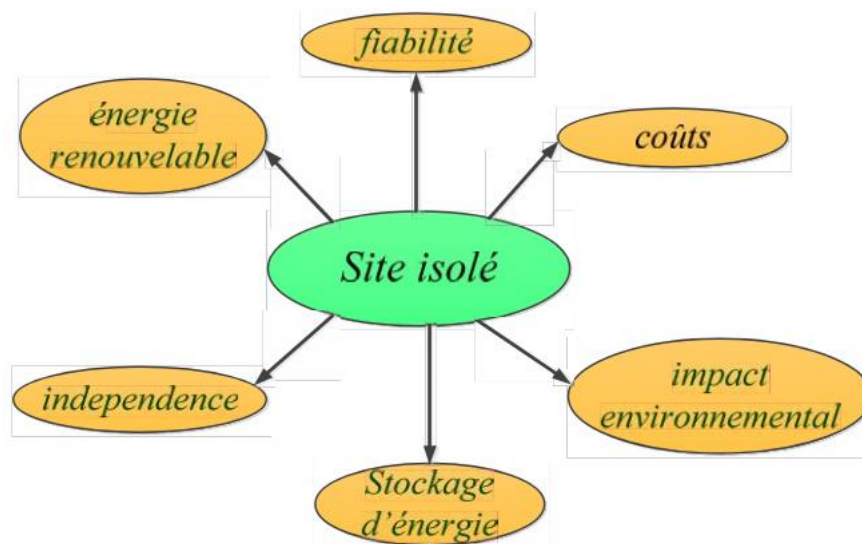 fiabilité
énergie
renouvelable
coûts
Site isolé
independence
impact
environnemental
Stockage
d'énergie